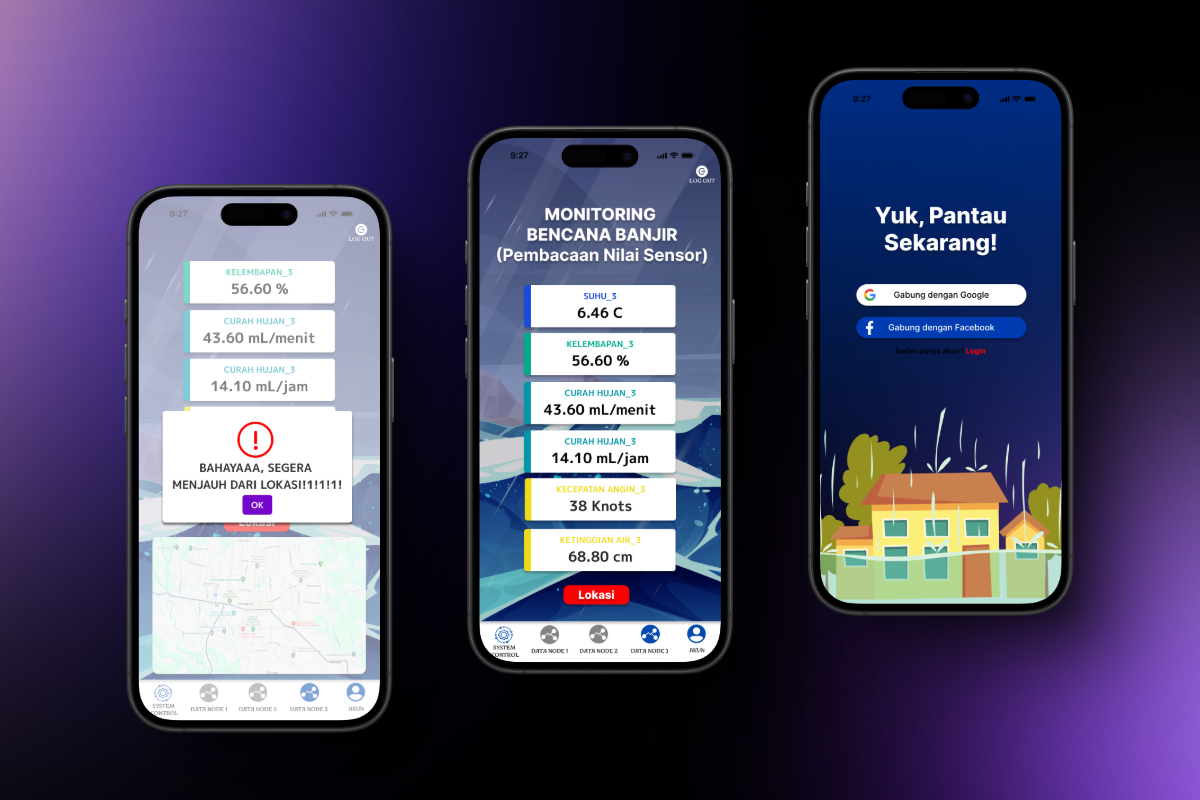 9:27
LOG OUT
KELEMBAPAN_3
56.60 %
CURAH HUJAN_3
43.60 mL/menit
CURAH HUJAN_3
14.10 mL/jam
BAHAYAAA, SEGERA
MENJAUH DARI LOKASI!1!1!1!
OK
Lokasi
SYSTEM
CONTROL
DATA NODE 1
DATA NODE 2
DATA NODE 3
AKUN
9:27
LOG OUT
MONITORING
BENCANA BANJIR
(Pembacaan Nilai Sensor)
SUHU_3
6.46 C
KELEMBAPAN_3
56.60 %
CURAH HUJAN_3
43.60 mL/menit
CURAH HUJAN_3
14.10 mL/jam
KECEPATAN ANGIN_3
38 Knots
KETINGGIAN AIR_3
68.80 cm
Lokasi
SYSTEM
CONTROL
DATA NODE 1
DATA NODE 2
DATA NODE 3
AKUN
9:27
Yuk, Pantau
Sekarang!
Gabung dengan Google
Gabung dengan Facebook
Sudah punya akun? Login